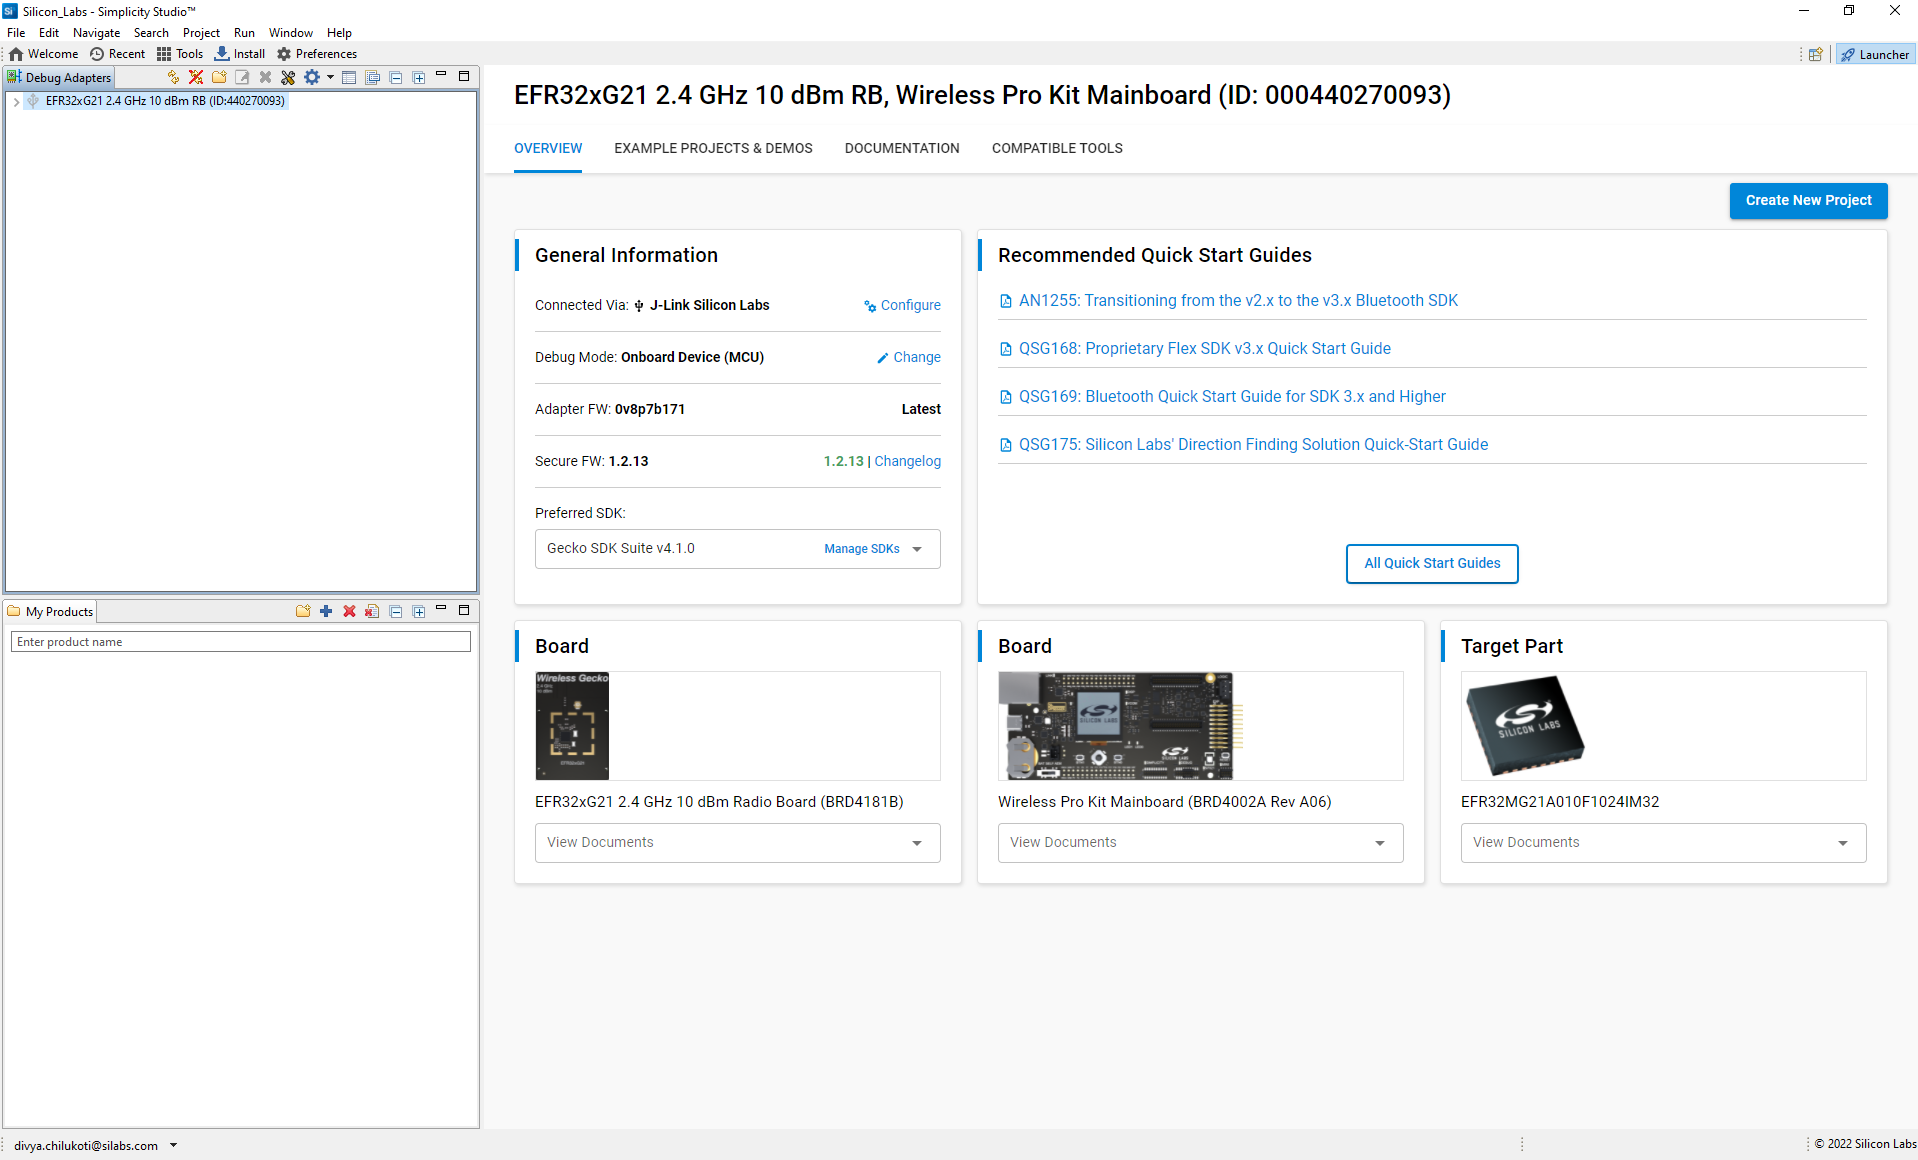 Silicon_Labs - Simplicity Studio™
File Edit Navigate Search Project Run Window Help
Welcome Recent Tools Install Preferences
Launcher
Debug Adapters
EFR32xG21 2.4 GHz 10 dBm RB (ID:440270093)
EFR32xG21 2.4 GHz 10 dBm RB, Wireless Pro Kit Mainboard (ID: 000440270093)
OVERVIEW EXAMPLE PROJECTS & DEMOS DOCUMENTATION COMPATIBLE TOOLS
Create New Project
General Information
Connected Via: J-Link Silicon Labs Configure
Debug Mode: Onboard Device (MCU) Change
Adapter FW: 0v8p7b171 Latest
Secure FW: 1.2.13 1.2.13 | Changelog
Preferred SDK:
Gecko SDK Suite v4.1.0 Manage SDKs
Recommended Quick Start Guides
AN1255: Transitioning from the v2.x to the v3.x Bluetooth SDK
QSG168: Proprietary Flex SDK v3.x Quick Start Guide
QSG169: Bluetooth Quick Start Guide for SDK 3.x and Higher
QSG175: Silicon Labs' Direction Finding Solution Quick-Start Guide
All Quick Start Guides
My Products
Enter product name
Board
Wireless Gecko
EFR32xG21 2.4 GHz 10 dBm Radio Board (BRD4181B)
View Documents
Board
SILICON LABS
Wireless Pro Kit Mainboard (BRD4002A Rev A06)
View Documents
Target Part
SILICON LABS
EFR32MG21A010F1024IM32
View Documents
divya.chilukoti@silabs.com
© 2022 Silicon Labs